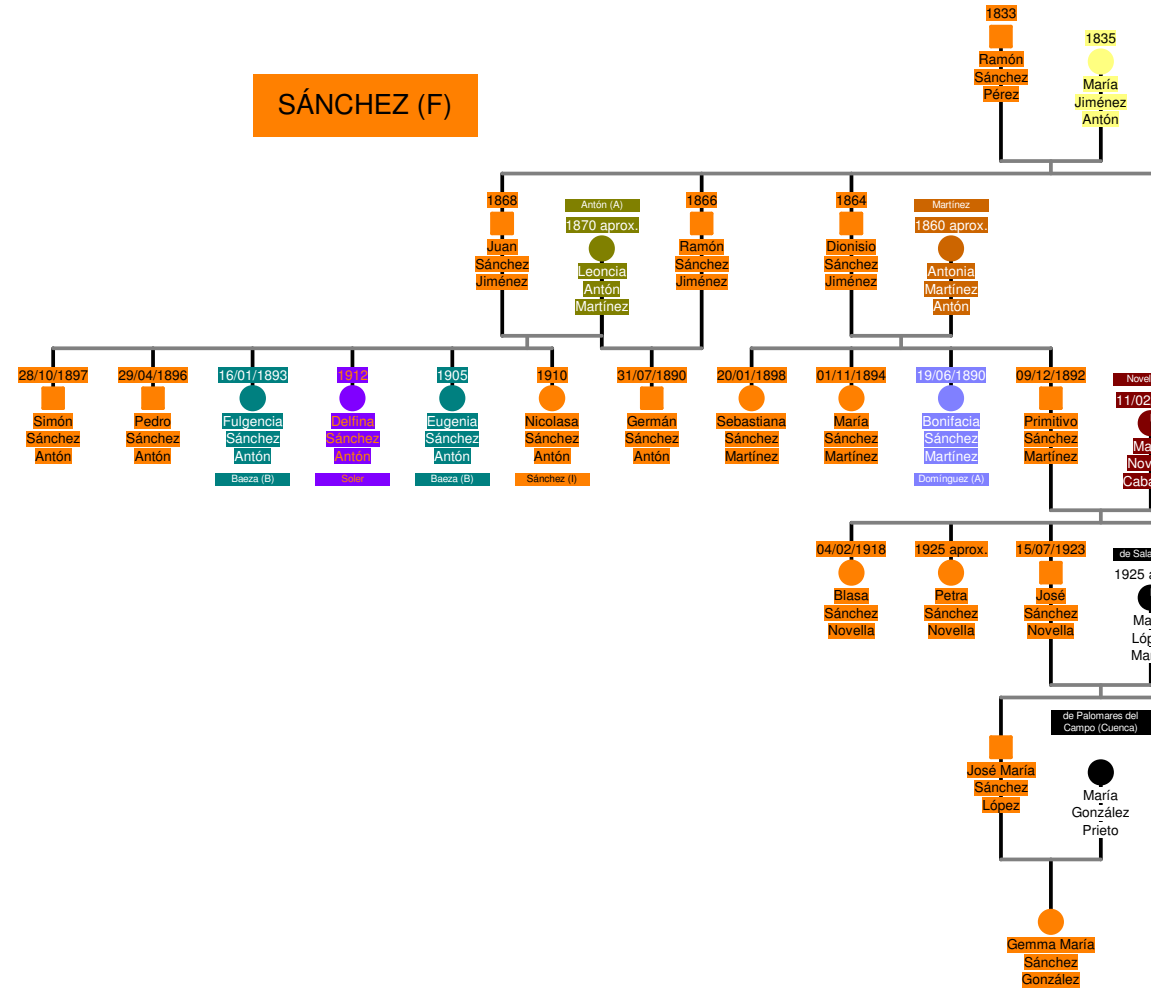 1833
Ramón
Sánchez
Pérez
1835
María
Jiménez
Antón
SÁNCHEZ (F)
1868
Juan
Sánchez
Jiménez
Antón (A)
1870 aprox.
Leoncia
Antón
Martínez
1866
Ramón
Sánchez
Jiménez
1864
Dionisio
Sánchez
Jiménez
Martínez
1860 aprox.
Antonia
Martínez
Antón
28/10/1897
Simón
Sánchez
Antón
29/04/1896
Pedro
Sánchez
Antón
16/01/1893
Fulgencia
Sánchez
Antón
Baeza (B)
1912
Delfina
Sánchez
Antón
Soler
1905
Eugenia
Sánchez
Antón
Baeza (B)
1910
Nicolasa
Sánchez
Antón
Sánchez (I)
31/07/1890
Germán
Sánchez
Antón
20/01/1898
Sebastiana
Sánchez
Martínez
01/11/1894
María
Sánchez
Martínez
19/06/1890
Bonifacia
Sánchez
Martínez
Domínguez (A)
09/12/1892
Primitivo
Sánchez
Martínez
11/02
04/02/1918
Blasa
Sánchez
Novella
1925 aprox.
Petra
Sánchez
Novella
15/07/1923
José
Sánchez
Novella
de
1925
de Palomares del
Campo (Cuenca)
José María
Sánchez
López
María
González
Prieto
Gemma María
Sánchez
González